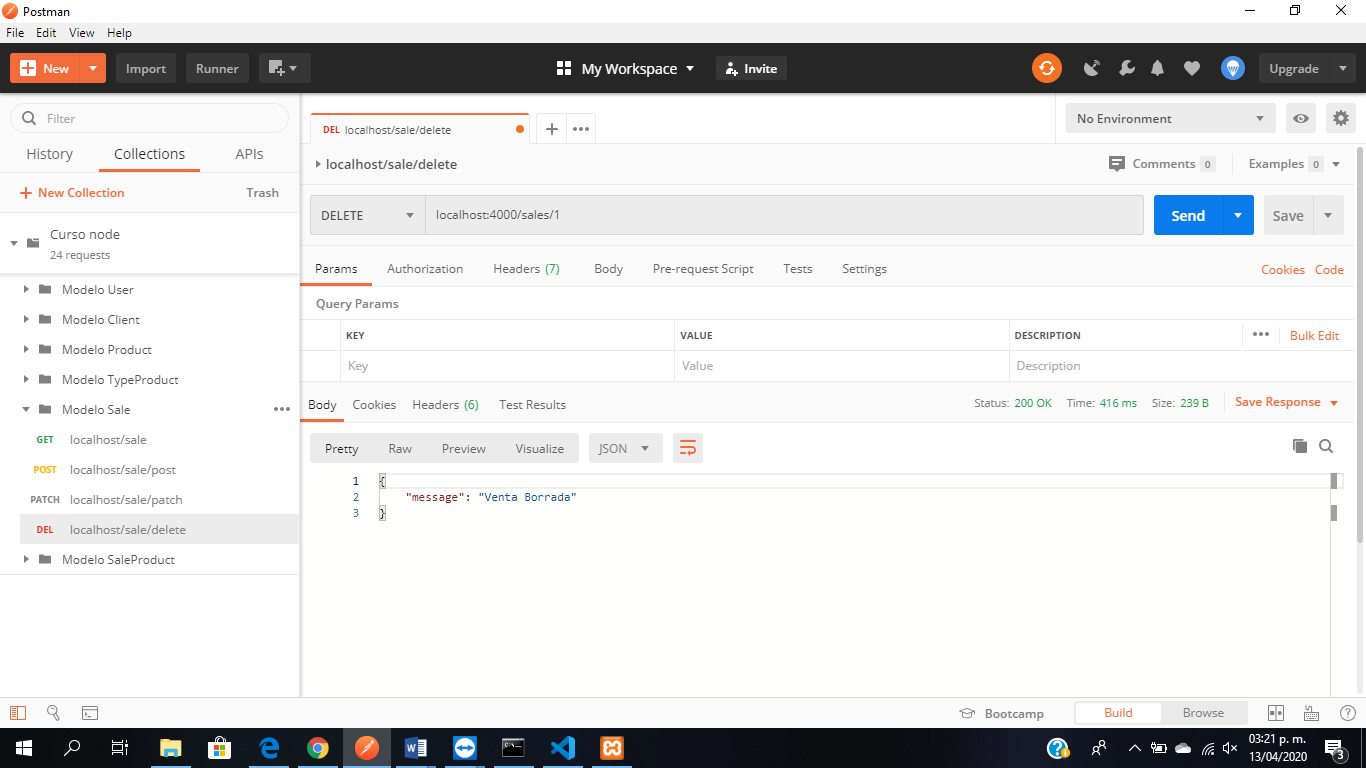 Postman
File Edit View Help
New Import Runner My Workspace Invite Upgrade
Filter
History Collections APIs
New Collection Trash
Curso node
24 requests
Modelo User
Modelo Client
Modelo Product
Modelo TypeProduct
Modelo Sale
GET localhost/sale
POST localhost/sale/post
PATCH localhost/sale/patch
DEL localhost/sale/delete
Modelo SaleProduct
DEL localhost/sale/delete
No Environment
localhost/sale/delete Comments 0 Examples 0
DELETE localhost:4000/sales/1 Send Save
Params Authorization Headers (7) Body Pre-request Script Tests Settings Cookies Code
Query Params
KEY VALUE DESCRIPTION Bulk Edit
Key Value Description
Body Cookies Headers (6) Test Results Status: 200 OK Time: 416 ms Size: 239 B Save Response
Pretty Raw Preview Visualize JSON
1 {
2 "message": "Venta Borrada"
3 }
Bootcamp Build Browse
03:21 p. m.
13/04/2020
3